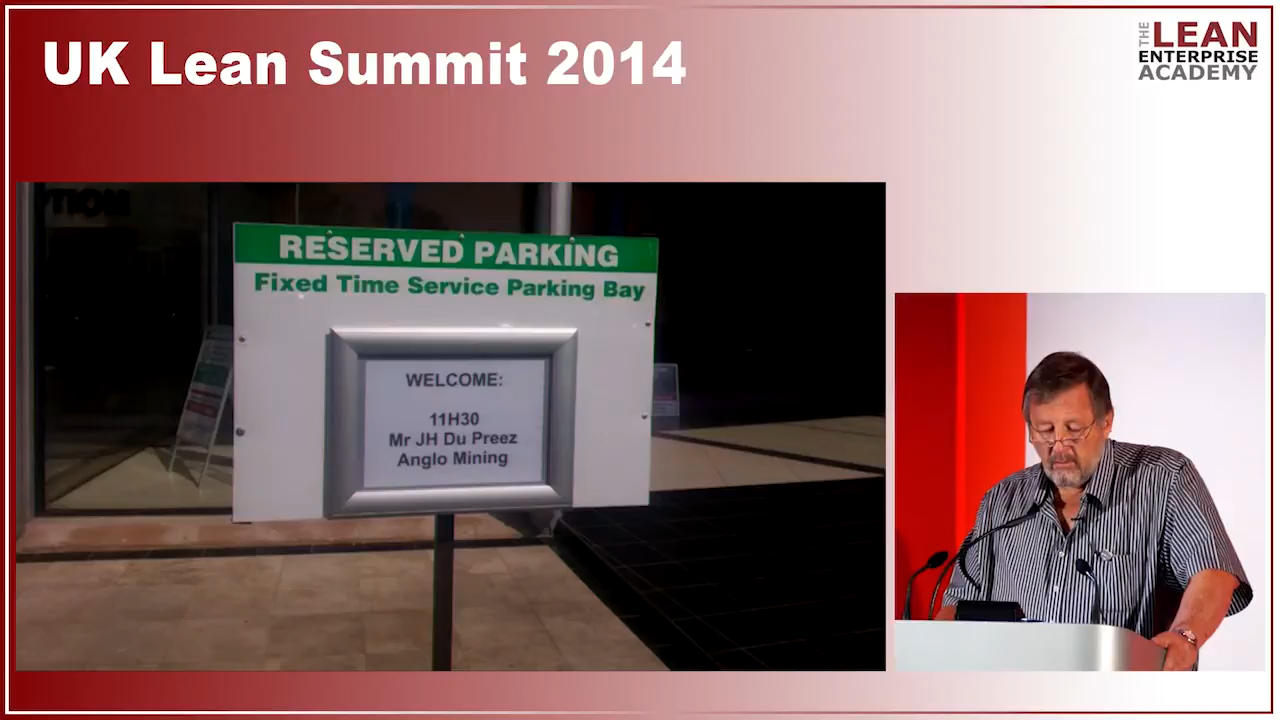 UK Lean Summit 2014
THE LEAN
ENTERPRISE
ACADEMY
RESERVED PARKING
Fixed Time Service Parking Bay
WELCOME:
11H30
Mr JH Du Preez
Anglo Mining